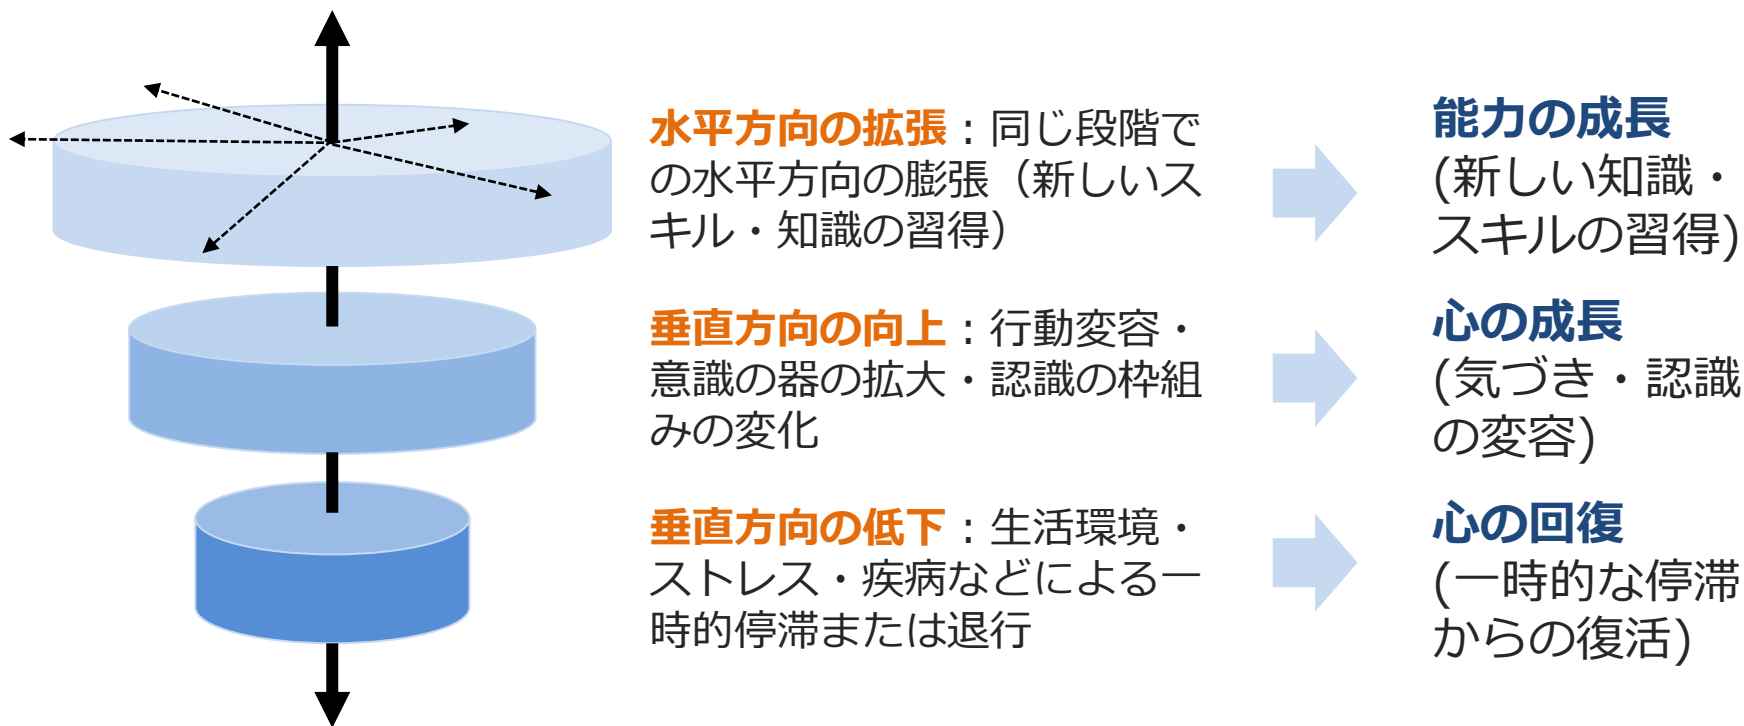 水平方向の拡張：同じ段階で
の水平方向の膨張（新しいス
キル・知識の習得）
能力の成長
(新しい知識・
スキルの習得)
垂直方向の向上：行動変容・
意識の器の拡大・認識の枠組
みの変化
心の成長
(気づき・認識
の変容)
垂直方向の低下：生活環境・
ストレス・疾病などによる一
時的停滞または退行
心の回復
(一時的な停滞
からの復活)